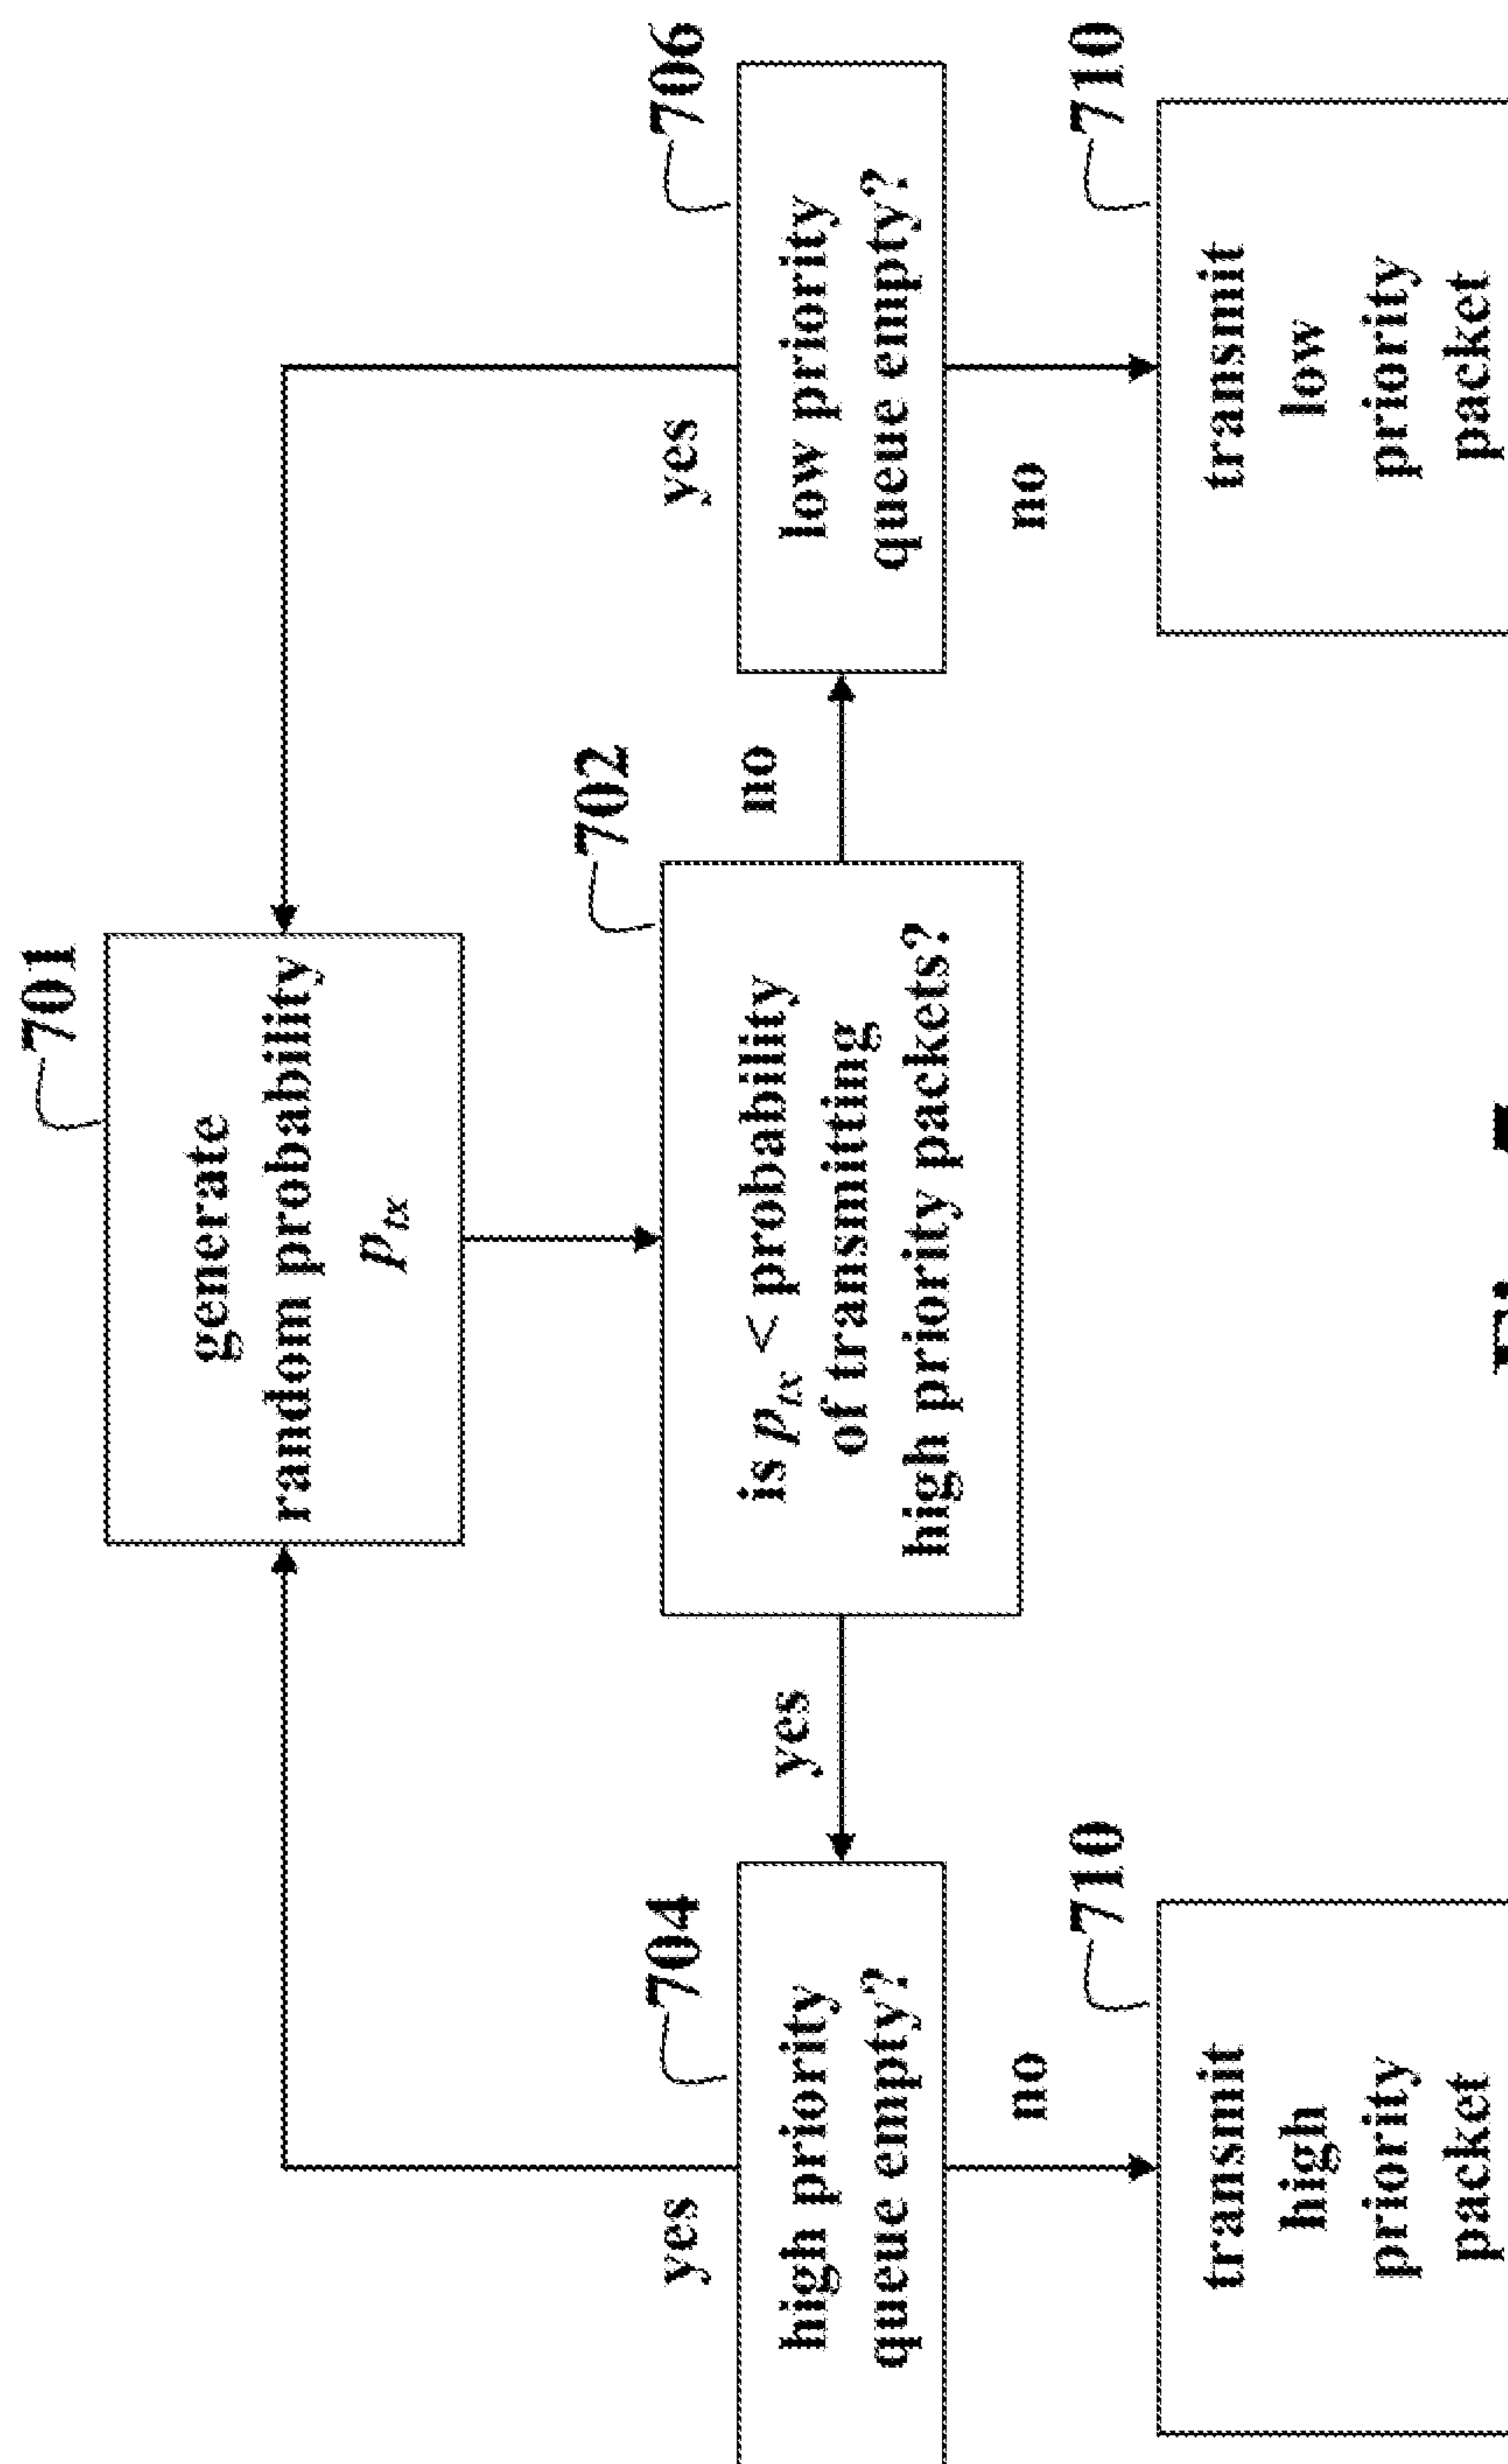 701
generate
random probability
p_tx
702
is p_tx < probability
of transmitting
high priority packets?
yes
no
704
high priority
queue empty?
yes
no
706
low priority
queue empty?
yes
no
710
transmit
high
priority
packet
710
transmit
low
priority
packet